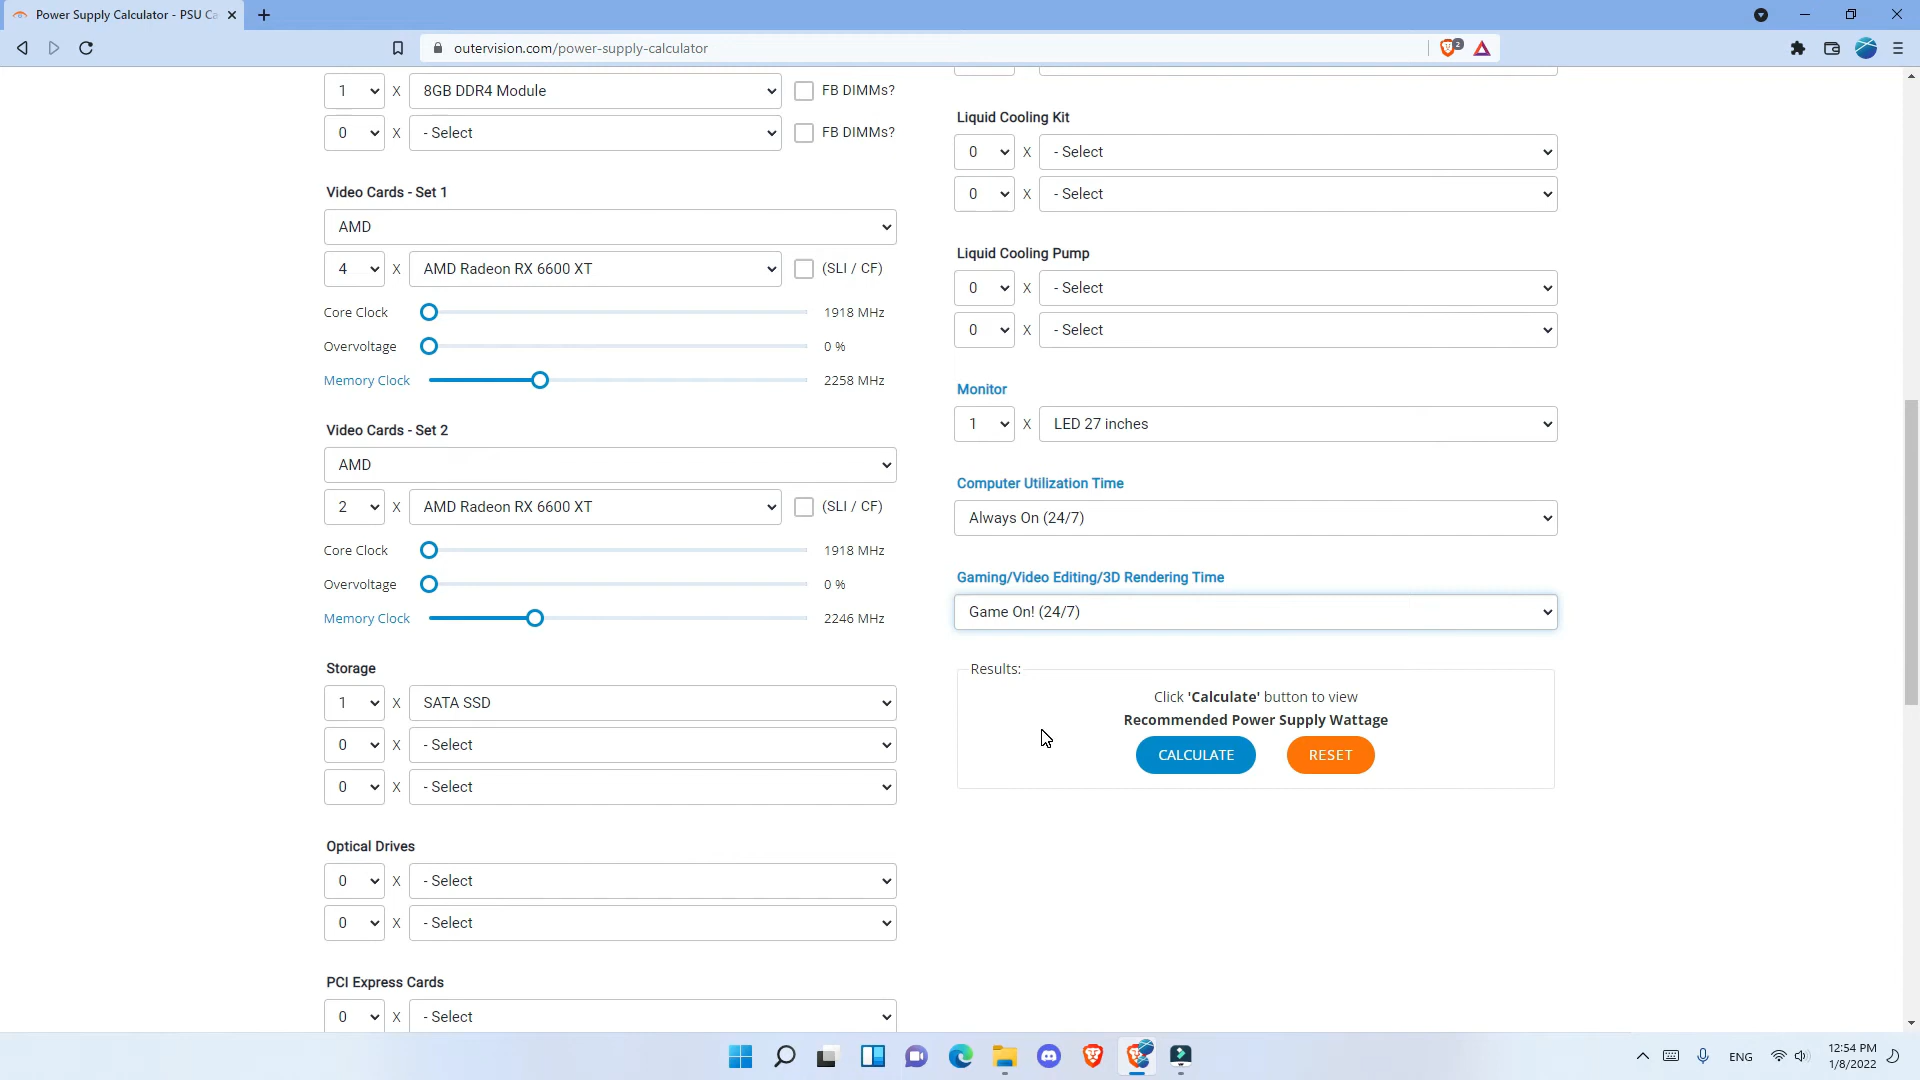 Power Supply Calculator - PSU Ca
outervision.com/power-supply-calculator
2
1 X 8GB DDR4 Module FB DIMMs?
0 X - Select FB DIMMs?
Video Cards - Set 1
AMD
4 X AMD Radeon RX 6600 XT (SLI / CF)
Core Clock 1918 MHz
Overvoltage 0 %
Memory Clock 2258 MHz
Video Cards - Set 2
AMD
2 X AMD Radeon RX 6600 XT (SLI / CF)
Core Clock 1918 MHz
Overvoltage 0 %
Memory Clock 2246 MHz
Storage
1 X SATA SSD
0 X - Select
0 X - Select
Optical Drives
0 X - Select
0 X - Select
PCI Express Cards
0 X - Select
Liquid Cooling Kit
0 X - Select
0 X - Select
Liquid Cooling Pump
0 X - Select
0 X - Select
Monitor
1 X LED 27 inches
Computer Utilization Time
Always On (24/7)
Gaming/Video Editing/3D Rendering Time
Game On! (24/7)
Results:
Click 'Calculate' button to view
Recommended Power Supply Wattage
CALCULATE RESET
ENG
12:54 PM
1/8/2022